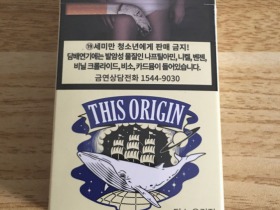 ⑲세미만 청소년에게 판매 금지!
담배연기에는 발암성 물질인 나프틸아민, 니켈, 벤젠,
비닐 크롤라이드, 비소, 카드뮴이 들어있습니다.
금연상담전화 1544-9030
THIS ORIGIN